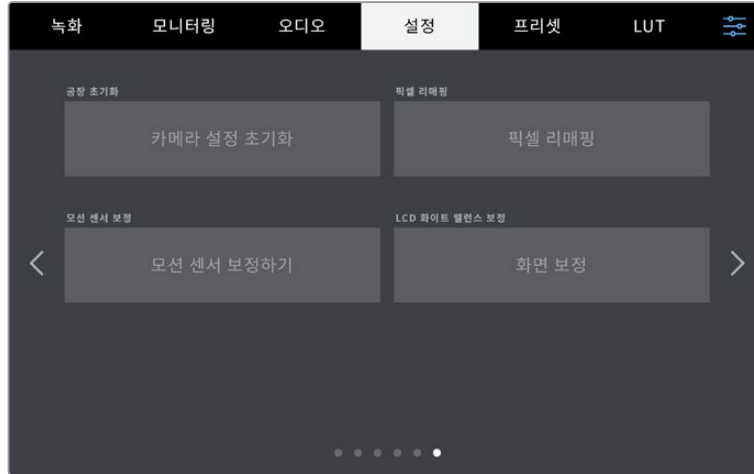 녹화 모니터링 오디오 설정 프리셋 LUT
공장 초기화 픽셀 리매핑
카메라 설정 초기화 픽셀 리매핑
모션 센서 보정 LCD 화이트 밸런스 보정
모션 센서 보정하기 화면 보정